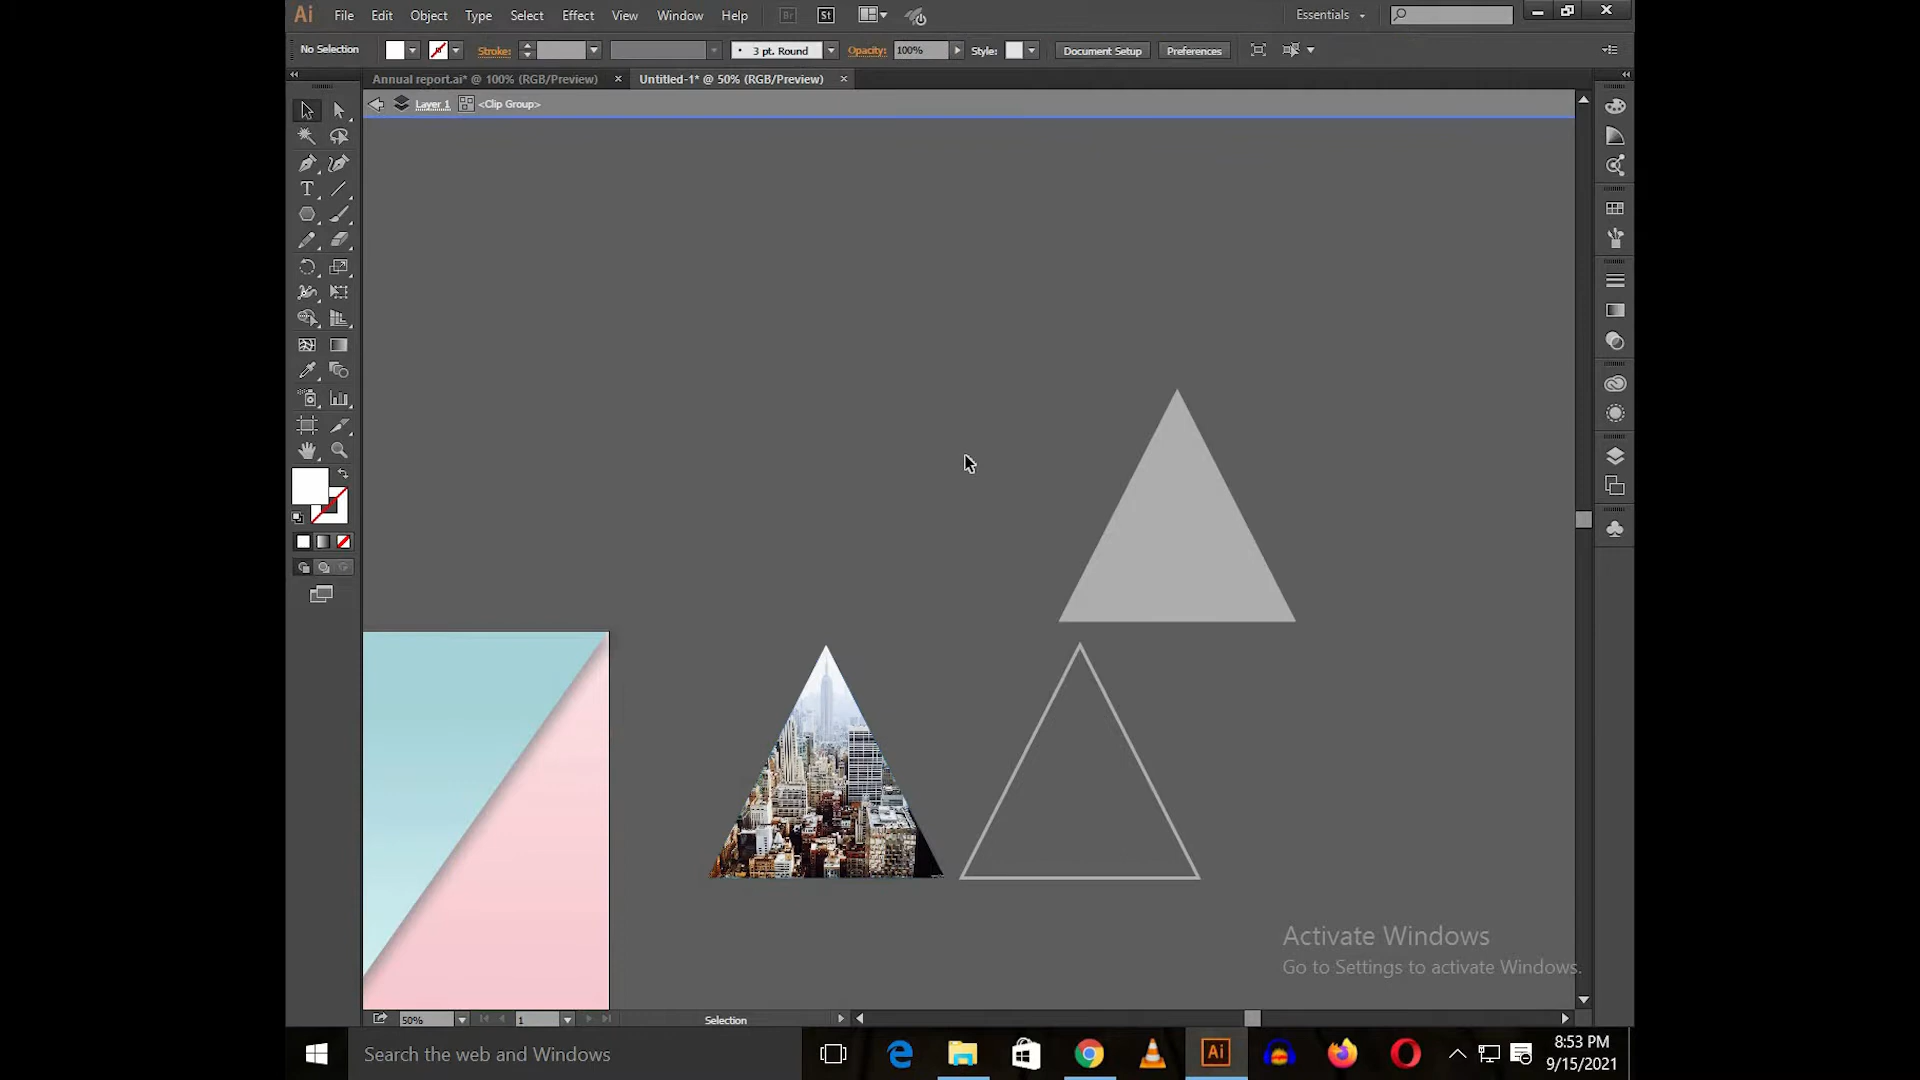 Ai File Edit Object Type Select Effect View Window Help Br St Essentials
No Selection Stroke: 3 pt. Round Opacity: 100% Style: Document Setup Preferences
Annual report.ai* @ 100% (RGB/Preview) × Untitled-1* @ 50% (RGB/Preview) ×
Layer 1 <Clip Group>
T
Activate Windows
Go to Settings to activate Windows.
50% 1 Selection
Search the web and Windows Ai 8:53 PM
9/15/2021